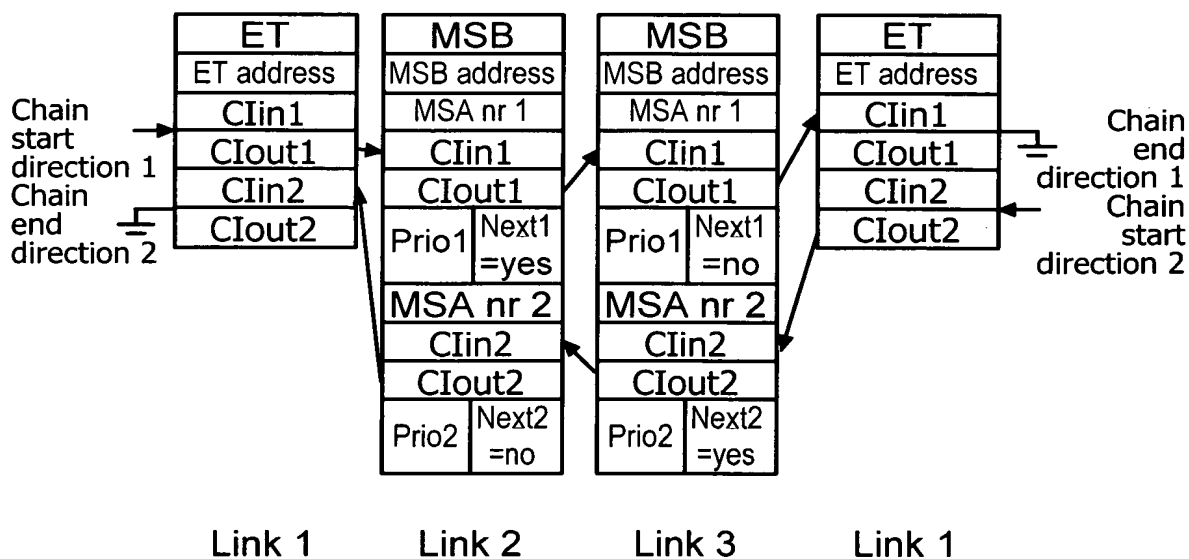 Chain
start
direction 1
Chain
end
direction 2
ET
ET address
CIin1
CIout1
CIin2
CIout2
MSB
MSB address
MSA nr 1
CIin1
CIout1
Prio1
Next1
=yes
MSA nr 2
CIin2
CIout2
Prio2
Next2
=no
MSB
MSB address
MSA nr 1
CIin1
CIout1
Prio1
Next1
=no
MSA nr 2
CIin2
CIout2
Prio2
Next2
=yes
ET
ET address
CIin1
CIout1
CIin2
CIout2
Chain
end
direction 1
Chain
start
direction 2
Link 1
Link 2
Link 3
Link 1